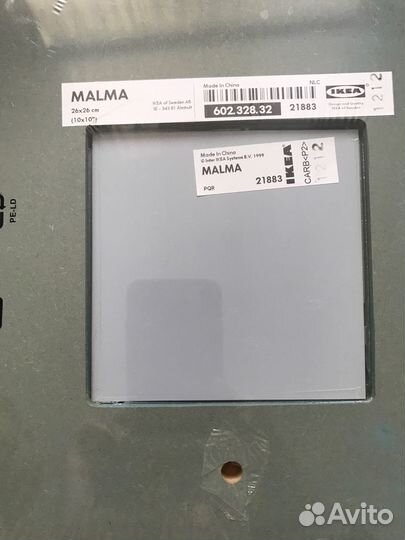 Made In China
NLC
MALMA
26x26 cm
(10x10")
IKEA of Sweden AB
SE - 343 81 Älmhult
602.328.32
21883
IKEA
Design and Quality
IKEA of Sweden
1212
Made In China
© Inter IKEA Systems B.V. 1999
MALMA
PQR
21883
IKEA
CARB<P2>
1212
PE-LD
Avito